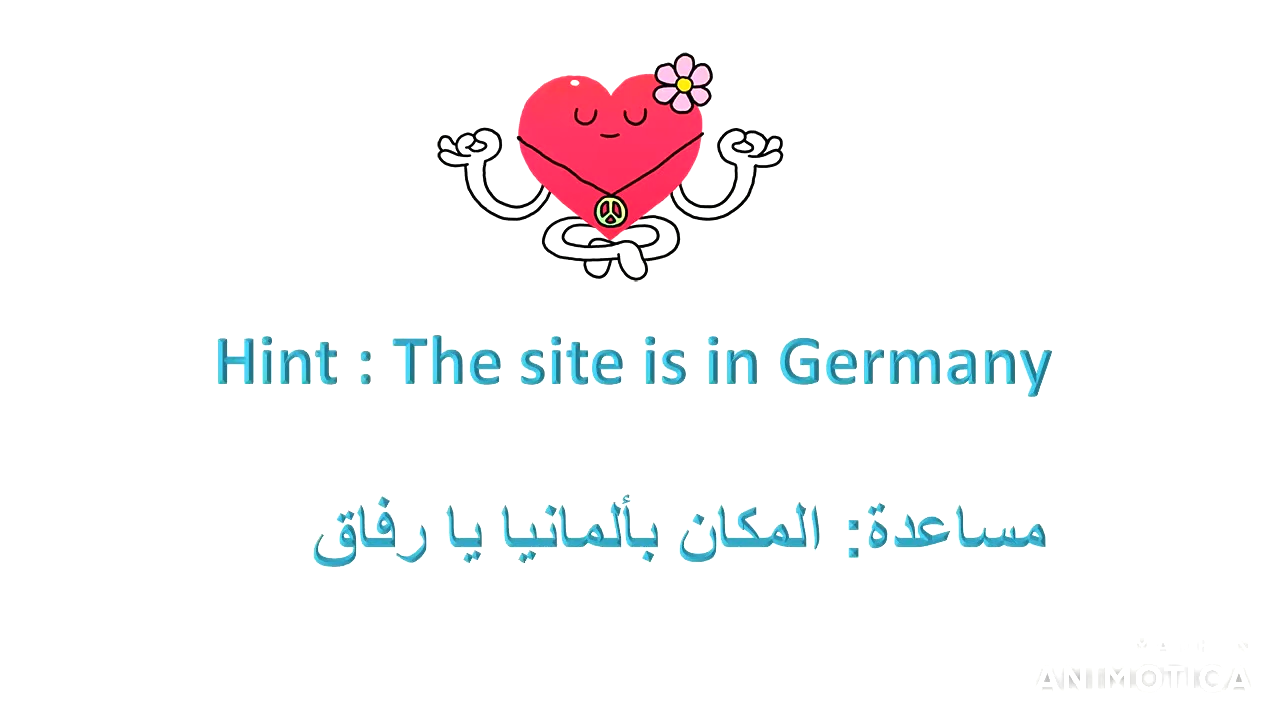 Hint : The site is in Germany
مساعدة: المكان بألمانيا يا رفاق
ANIMOTICA